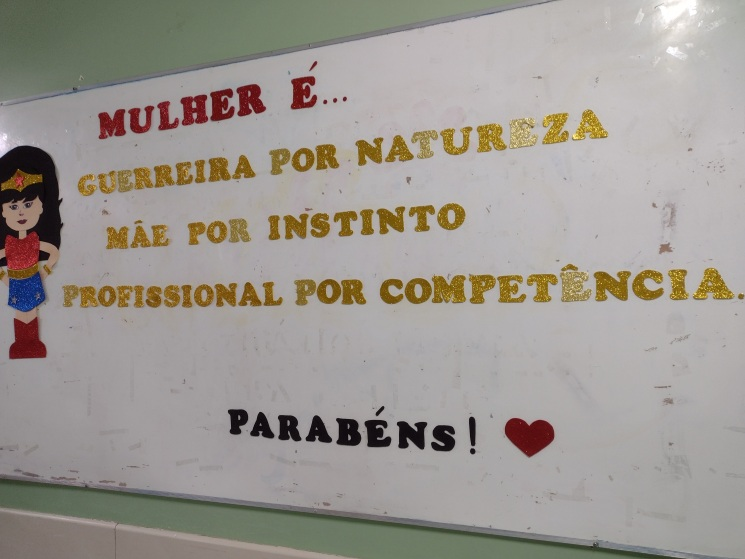 MULHER É...
GUERREIRA POR NATUREZA
MÃE POR INSTINTO
PROFISSIONAL POR COMPETÊNCIA.
PARABÉNS!